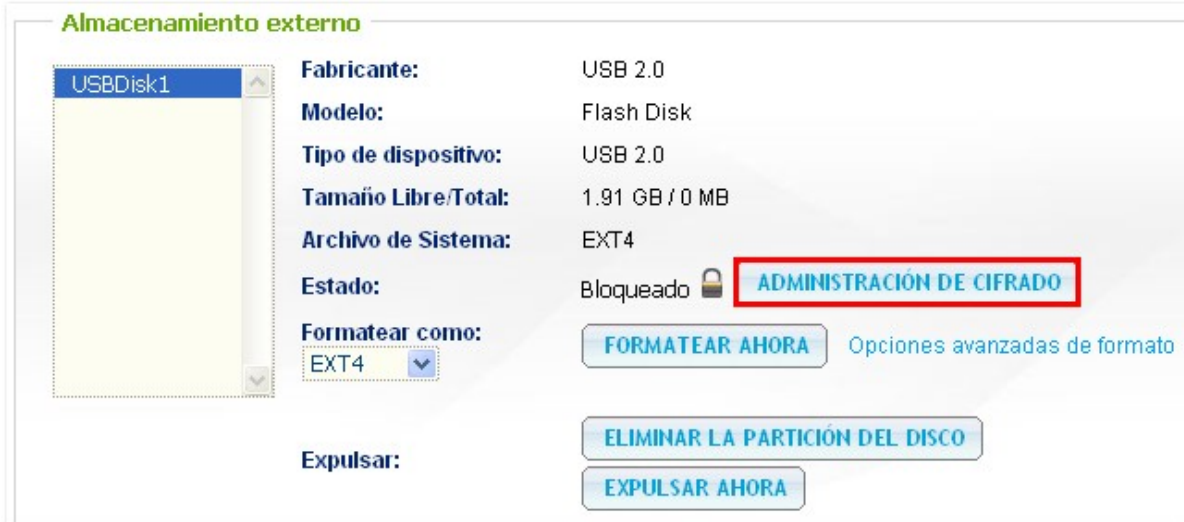 Almacenamiento externo
USBDisk1
Fabricante: USB 2.0
Modelo: Flash Disk
Tipo de dispositivo: USB 2.0
Tamaño Libre/Total: 1.91 GB / 0 MB
Archivo de Sistema: EXT4
Estado: Bloqueado ADMINISTRACIÓN DE CIFRADO
Formatear como:
EXT4
FORMATEAR AHORA Opciones avanzadas de formato
Expulsar:
ELIMINAR LA PARTICIÓN DEL DISCO
EXPULSAR AHORA